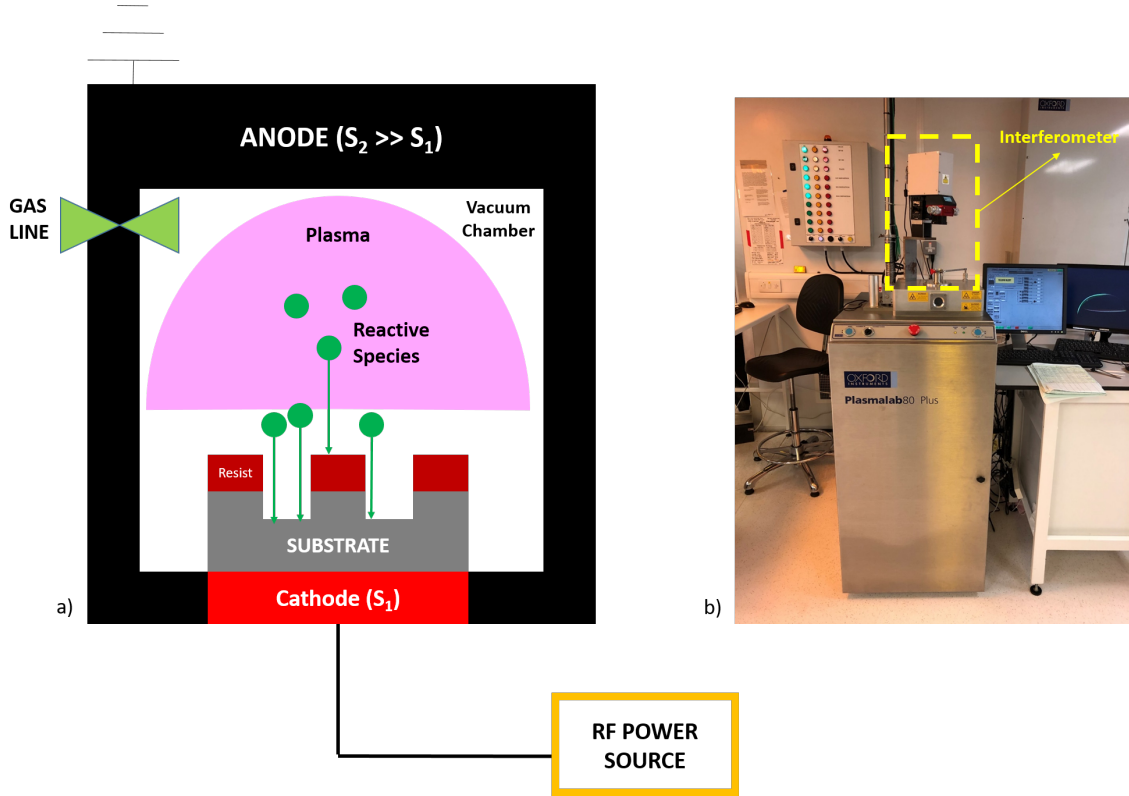 ANODE (S₂ >> S₁)
GAS
LINE
Vacuum
Chamber
Plasma
Reactive
Species
Resist
SUBSTRATE
Cathode (S₁)
a)
RF POWER
SOURCE
Interferometer
OXFORD
OXFORD
INSTRUMENTS
Plasmalab80 Plus
b)